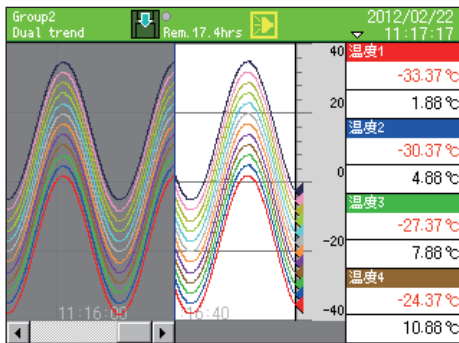 Group2
Dual trend
Rem.17.4hrs
2012/02/22
11:17:17
40
20
0
-20
-40
温度1
-33.37 ℃
1.88 ℃
温度2
-30.37 ℃
4.88 ℃
温度3
-27.37 ℃
7.88 ℃
温度4
-24.37 ℃
10.88 ℃
11:16:00
16:40